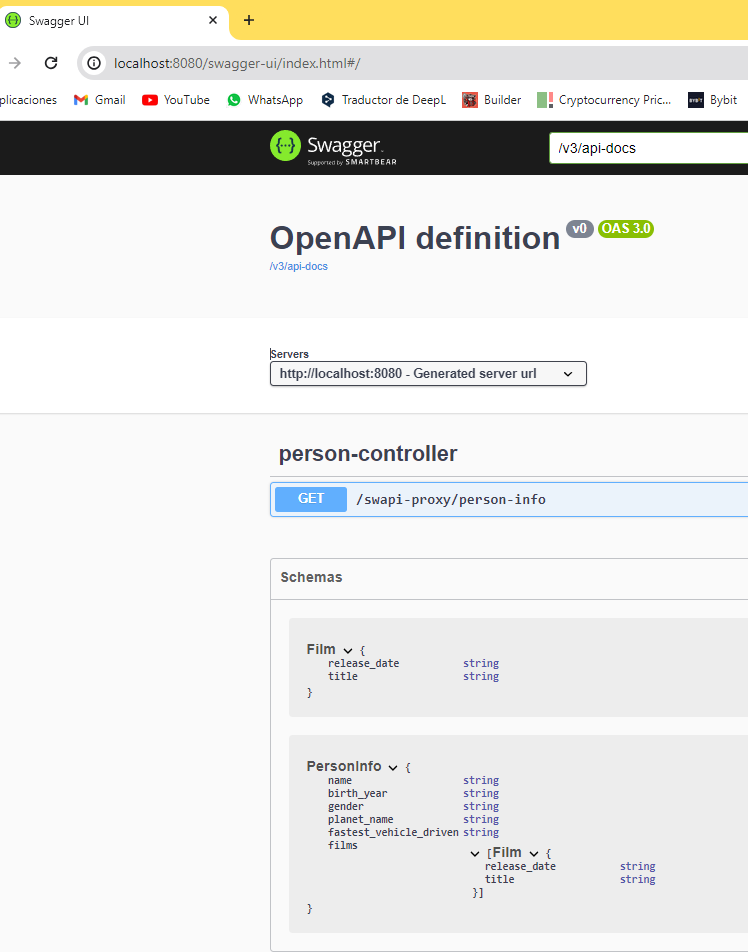 Swagger UI
localhost:8080/swagger-ui/index.html#/
plicaciones Gmail YouTube WhatsApp Traductor de DeepL Builder Cryptocurrency Pric... BYBIT Bybit
{··} Swagger. /v3/api-docs
Supported by SMARTBEAR
OpenAPI definition v0 OAS 3.0
/v3/api-docs
Servers
http://localhost:8080 - Generated server url
person-controller
GET /swapi-proxy/person-info
Schemas
Film {
release_date string
title string
}
PersonInfo {
name string
birth_year string
gender string
planet_name string
fastest_vehicle_driven string
films
[Film {
release_date string
title string
}]
}